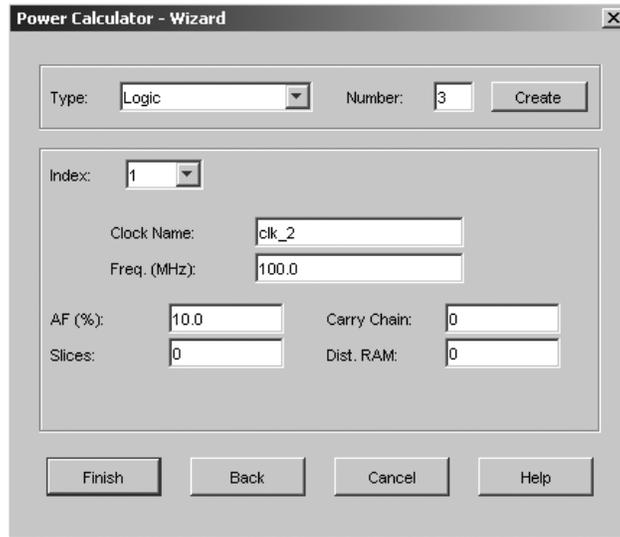 Power Calculator - Wizard
Type: Logic Number: 3 Create
Index: 1
Clock Name: clk_2
Freq. (MHz): 100.0
AF (%): 10.0 Carry Chain: 0
Slices: 0 Dist. RAM: 0
Finish Back Cancel Help